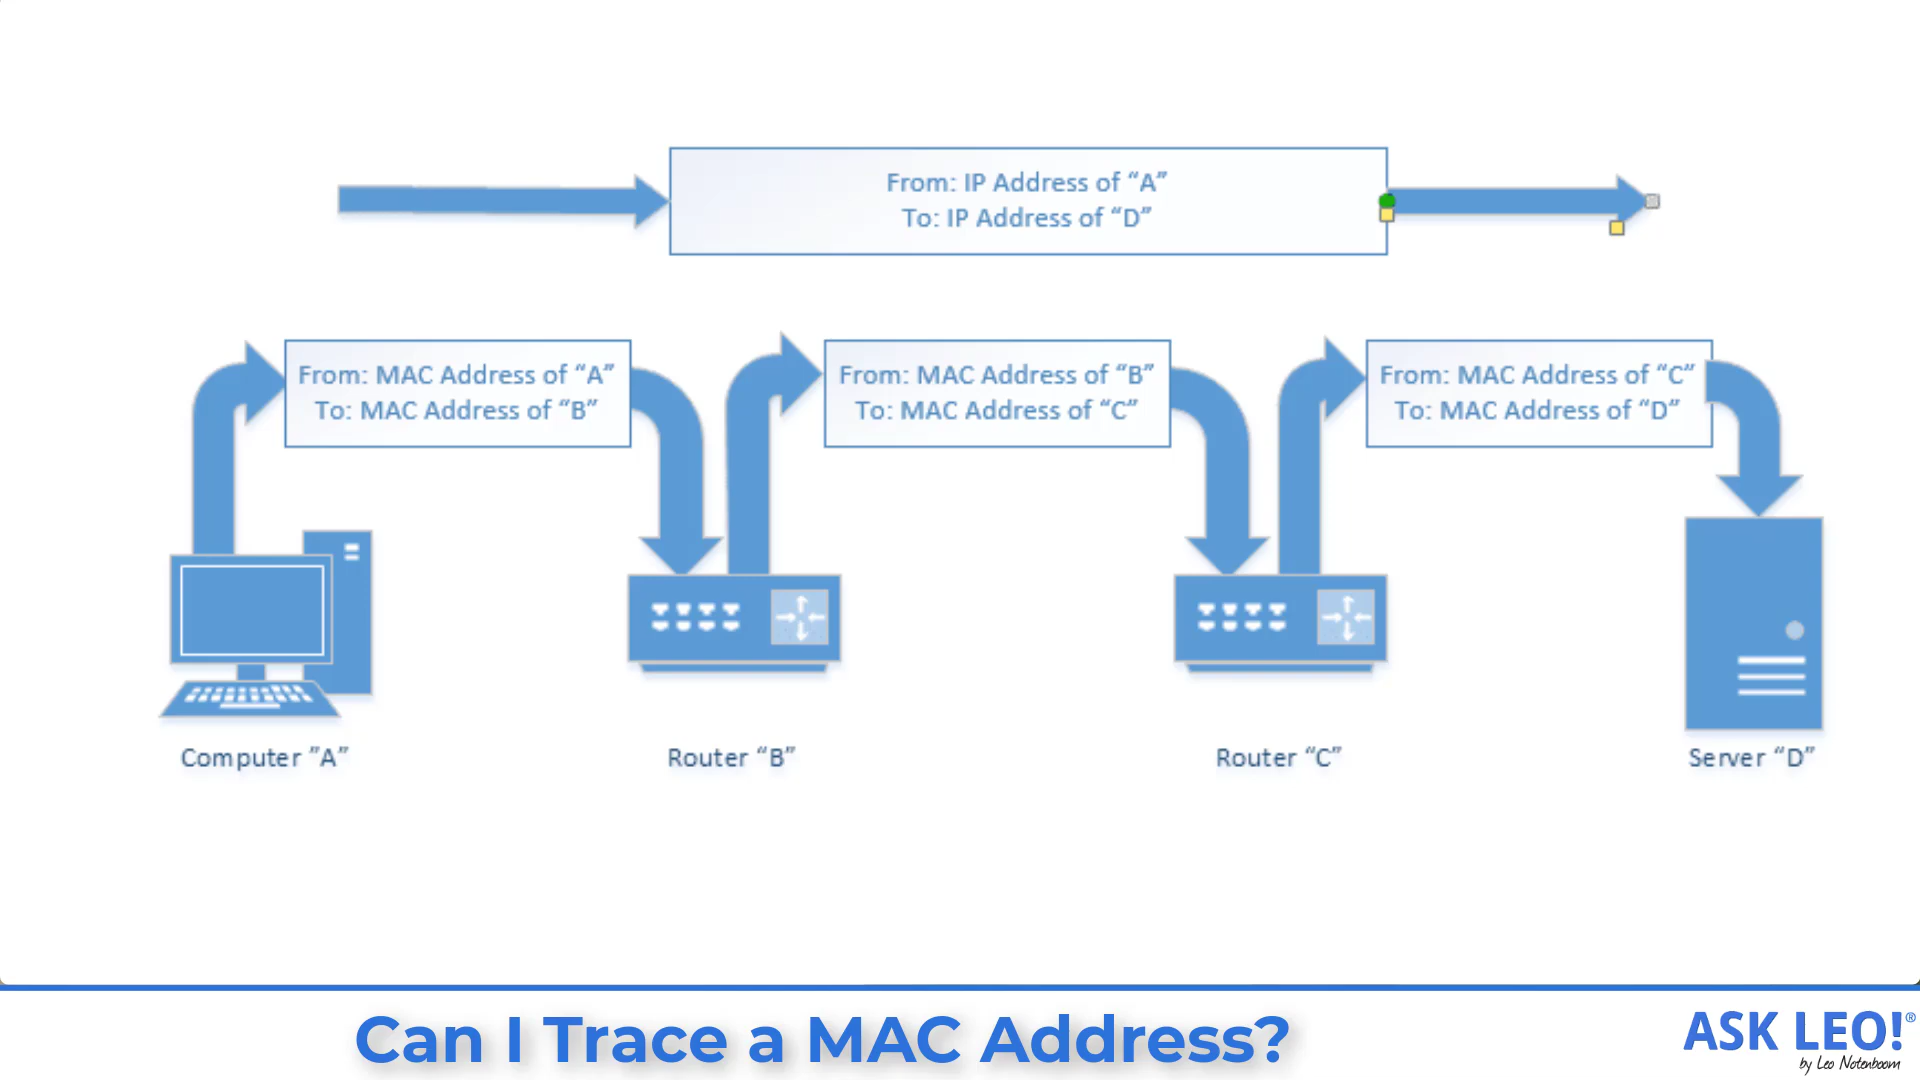 From: IP Address of “A”
To: IP Address of “D”
From: MAC Address of “A”
To: MAC Address of “B”
From: MAC Address of “B”
To: MAC Address of “C”
From: MAC Address of “C”
To: MAC Address of “D”
Computer ”A”
Router “B”
Router “C”
Server “D”
Can I Trace a MAC Address?
ASK LEO!®
by Leo Notenboom